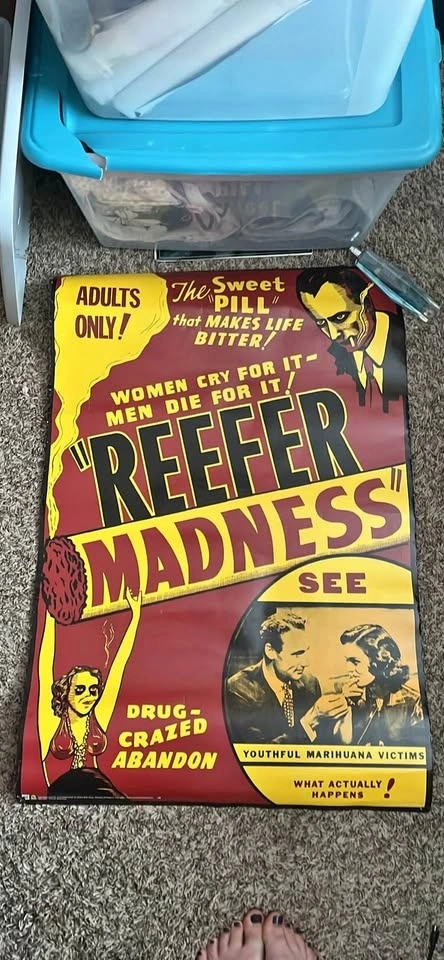 ADULTS
ONLY!
The "Sweet
PILL"
that MAKES LIFE
BITTER!
WOMEN CRY FOR IT-
MEN DIE FOR IT!
"REEFER
MADNESS"
SEE
DRUG-
CRAZED
ABANDON
YOUTHFUL MARIHUANA VICTIMS
WHAT ACTUALLY
HAPPENS!